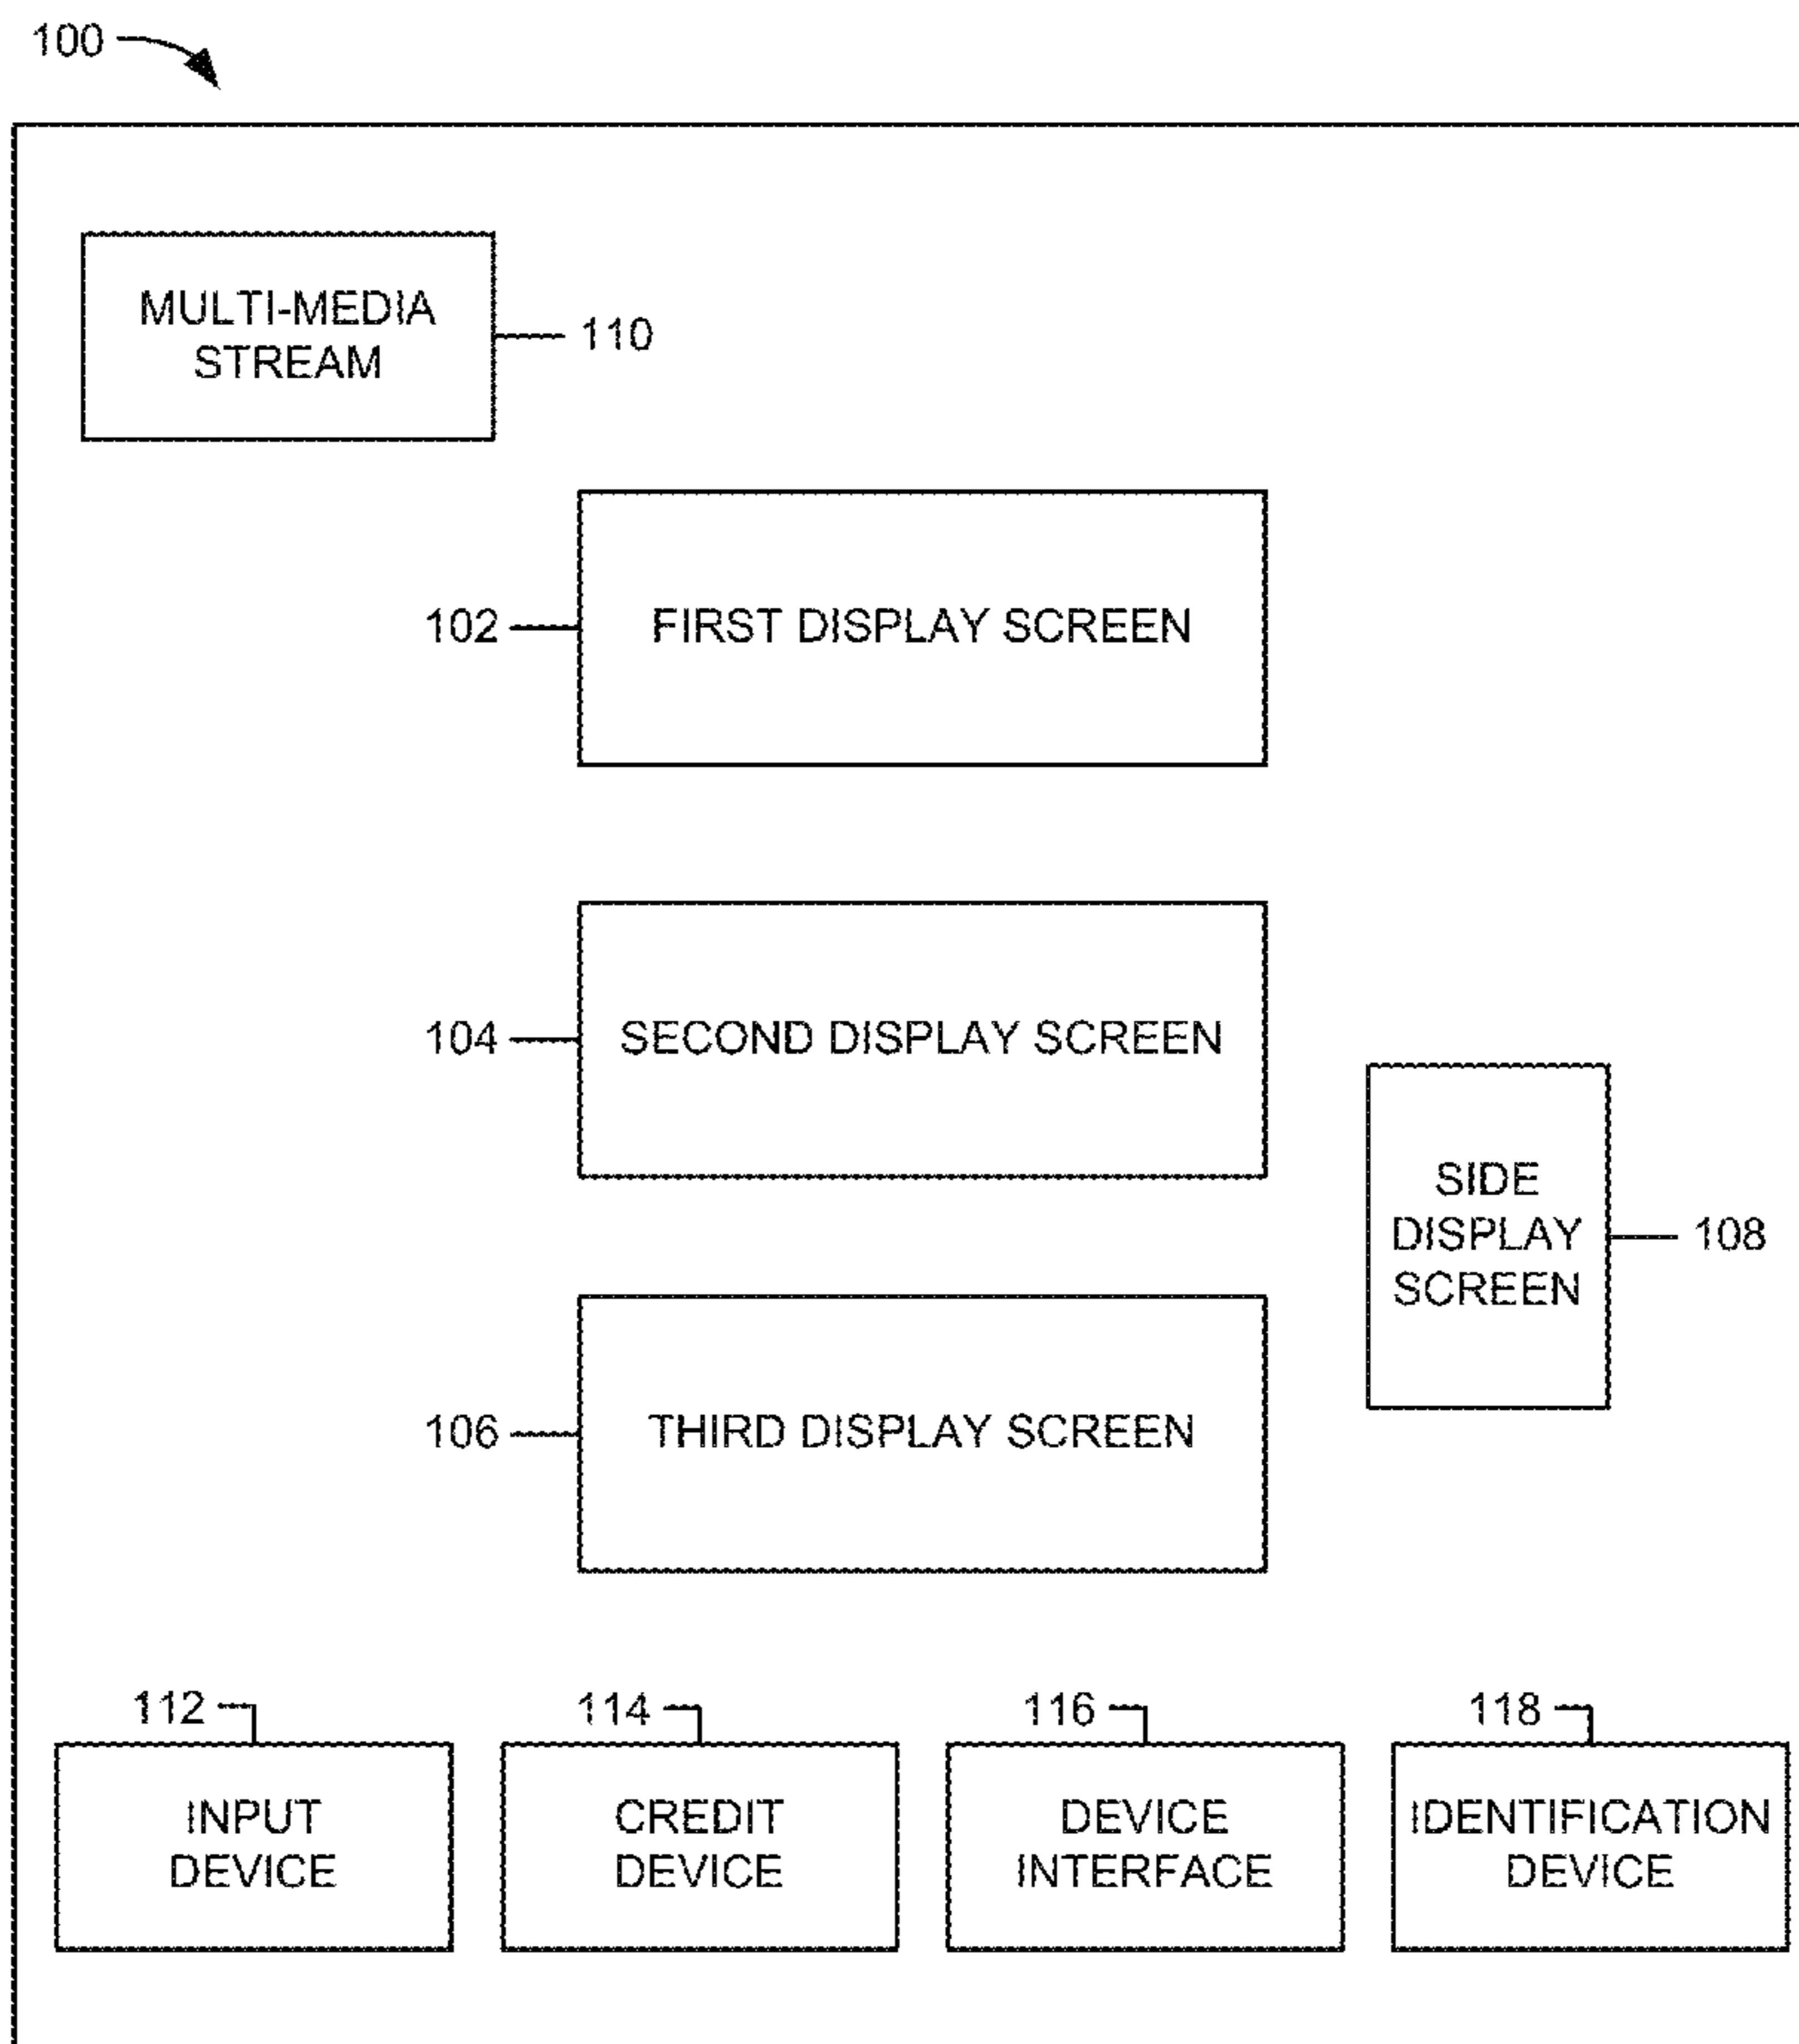 100
MULTI-MEDIA
STREAM
110
102
FIRST DISPLAY SCREEN
104
SECOND DISPLAY SCREEN
SIDE
DISPLAY
SCREEN
108
106
THIRD DISPLAY SCREEN
112
INPUT
DEVICE
114
CREDIT
DEVICE
116
DEVICE
INTERFACE
118
IDENTIFICATION
DEVICE